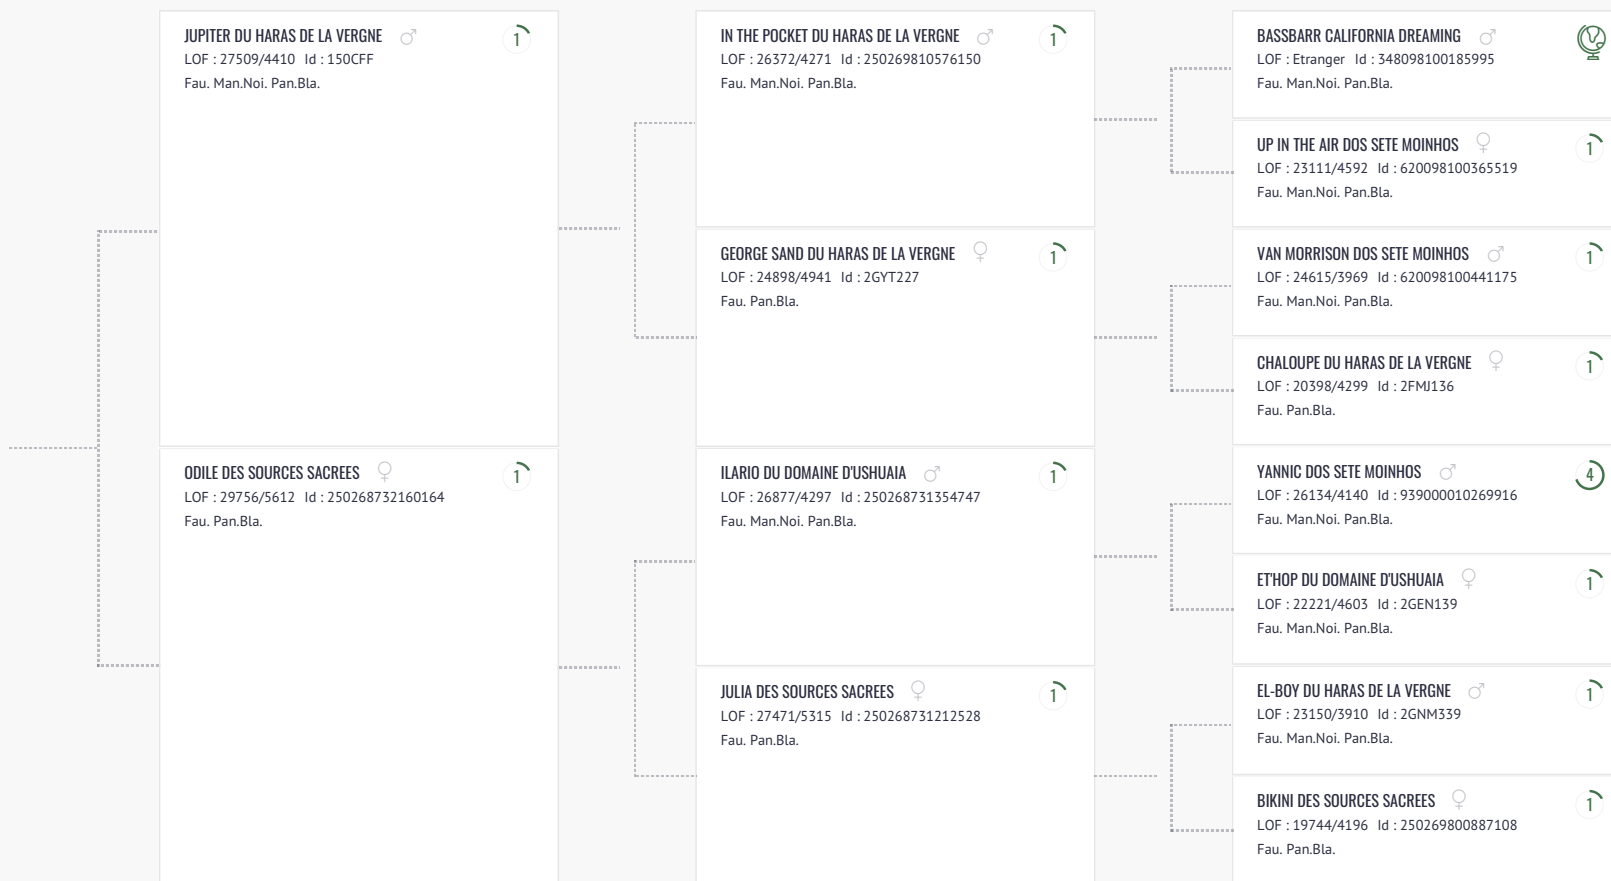 JUPITER DU HARAS DE LA VERGNE ♂ 1
LOF : 27509/4410 Id : 150CFF
Fau. Man.Noi. Pan.Bla.
ODILE DES SOURCES SACREES ♀ 1
LOF : 29756/5612 Id : 250268732160164
Fau. Pan.Bla.
IN THE POCKET DU HARAS DE LA VERGNE ♂ 1
LOF : 26372/4271 Id : 250269810576150
Fau. Man.Noi. Pan.Bla.
GEORGE SAND DU HARAS DE LA VERGNE ♀ 1
LOF : 24898/4941 Id : 2GYT227
Fau. Pan.Bla.
ILARIO DU DOMAINE D'USHUAIA ♂ 1
LOF : 26877/4297 Id : 250268731354747
Fau. Man.Noi. Pan.Bla.
JULIA DES SOURCES SACREES ♀ 1
LOF : 27471/5315 Id : 250268731212528
Fau. Pan.Bla.
BASSBARR CALIFORNIA DREAMING ♂
LOF : Etranger Id : 348098100185995
Fau. Man.Noi. Pan.Bla.
UP IN THE AIR DOS SETE MOINHOS ♀ 1
LOF : 23111/4592 Id : 620098100365519
Fau. Man.Noi. Pan.Bla.
VAN MORRISON DOS SETE MOINHOS ♂ 1
LOF : 24615/3969 Id : 620098100441175
Fau. Man.Noi. Pan.Bla.
CHALOUPE DU HARAS DE LA VERGNE ♀ 1
LOF : 20398/4299 Id : 2FMJ136
Fau. Pan.Bla.
YANNIC DOS SETE MOINHOS ♂ 4
LOF : 26134/4140 Id : 939000010269916
Fau. Man.Noi. Pan.Bla.
ET'HOP DU DOMAINE D'USHUAIA ♀ 1
LOF : 22221/4603 Id : 2GEN139
Fau. Man.Noi. Pan.Bla.
EL-BOY DU HARAS DE LA VERGNE ♂ 1
LOF : 23150/3910 Id : 2GNM339
Fau. Man.Noi. Pan.Bla.
BIKINI DES SOURCES SACREES ♀ 1
LOF : 19744/4196 Id : 250269800887108
Fau. Pan.Bla.